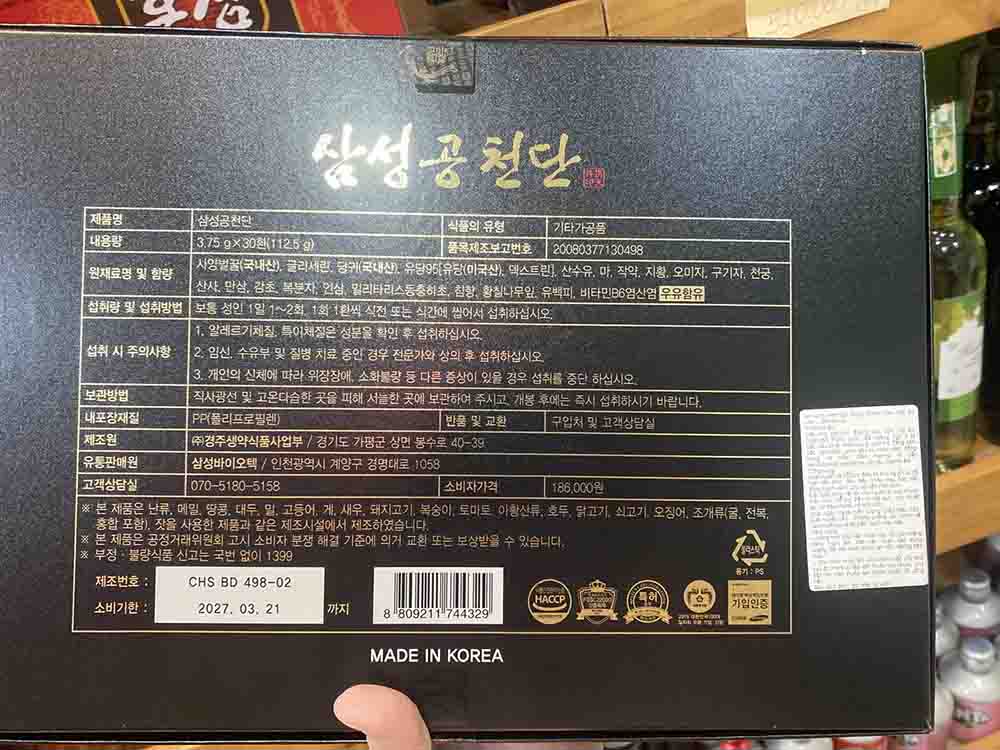 삼성공천단
제품명 삼성공천단 식품의 유형 기타가공품
내용량 3.75 g×30환(112.5 g) 품목제조보고번호 20080377130498
원재료명 및 함량 사양벌꿀(국내산), 글리세린, 당귀(국내산), 유당95[유당(미국산), 덱스트린], 산수유, 마, 작약, 지황, 오미자, 구기자, 천궁,
산사, 만삼, 감초, 복분자, 인삼, 밀리타리스동충하초, 침향, 황칠나무잎, 유백피, 비타민B6염산염 우유함유
섭취량 및 섭취방법 보통 성인 1일 1~2회, 1회 1환씩 식전 또는 식간에 씹어서 섭취하십시오.
섭취 시 주의사항 1. 알레르기체질, 특이체질은 성분을 확인 후 섭취하십시오.
2. 임신, 수유부 및 질병 치료 중인 경우 전문가와 상의 후 섭취하십시오.
3. 개인의 신체에 따라 위장장애, 소화불량 등 다른 증상이 있을 경우 섭취를 중단 하십시오.
보관방법 직사광선 및 고온다습한 곳을 피해 서늘한 곳에 보관하여 주시고, 개봉 후에는 즉시 섭취하시기 바랍니다.
내포장재질 PP(폴리프로필렌) 반품 및 교환 구입처 및 고객상담실
제조원 ㈜경주생약식품사업부 / 경기도 가평군 상면 봉수로 40-39
유통판매원 삼성바이오텍 / 인천광역시 계양구 경명대로 1058
고객상담실 070-5180-5158 소비자가격 186,000원
※ 본 제품은 난류, 메밀, 땅콩, 대두, 밀, 고등어, 게, 새우, 돼지고기, 복숭아, 토마토, 아황산류, 호두, 닭고기, 쇠고기, 오징어, 조개류(굴, 전복,
홍합 포함), 잣을 사용한 제품과 같은 제조시설에서 제조하였습니다.
※ 본 제품은 공정거래위원회 고시 소비자 분쟁 해결 기준에 의거 교환 또는 보상받을 수 있습니다.
※ 부정·불량식품 신고는 국번 없이 1399
플라스틱
용기 : PS
제조번호 : CHS BD 498-02
소비기한 : 2027. 03. 21 까지
8 809211 744329
HACCP
특허
가입인증
MADE IN KOREA